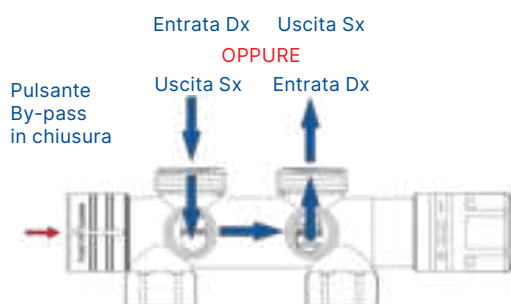 Entrata Dx Uscita Sx
OPPURE
Uscita Sx Entrata Dx
Pulsante
By-pass
in chiusura